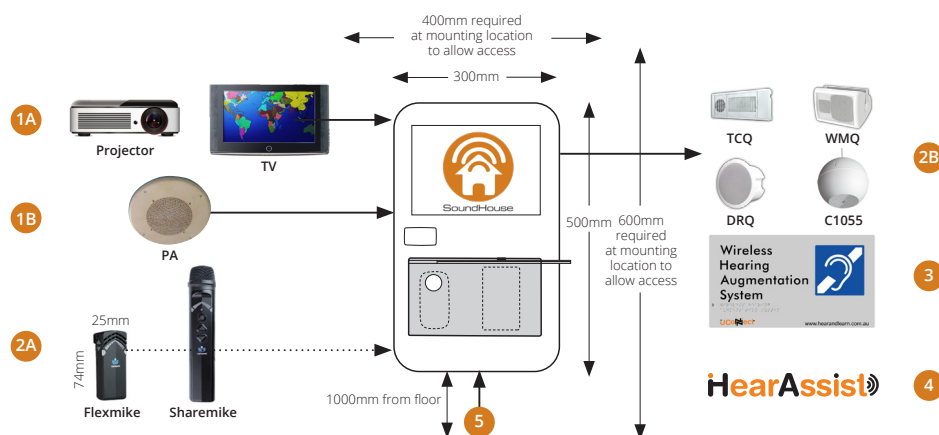 400mm required
at mounting location
to allow access
300mm
1A
Projector
TV
TCQ
WMQ
2B
SoundHouse
1B
PA
DRQ
C1055
500mm
600mm
required
at mounting
location to
allow access
Wireless
Hearing
Augmentation
System
www.hearandlearn.com.au
3
25mm
2A
74mm
Flexmike
Sharemike
HearAssist
4
1000mm from floor
5